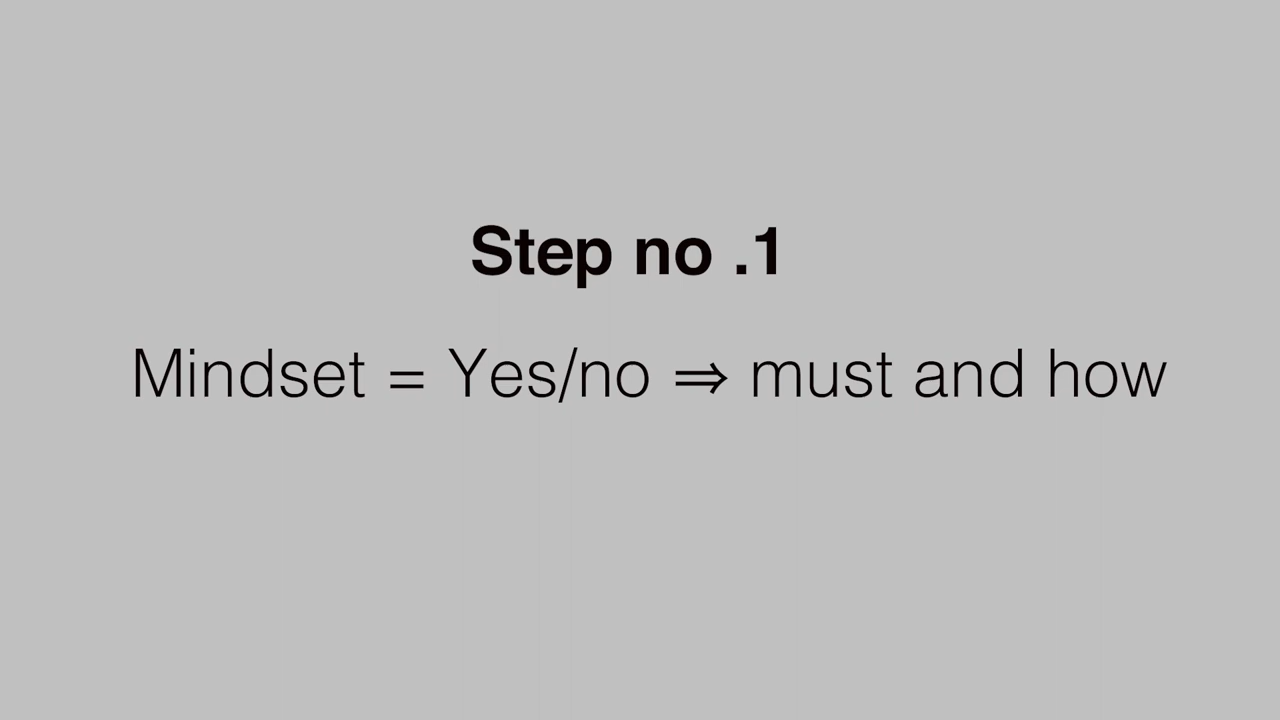 Step no .1
Mindset = Yes/no ⇒ must and how